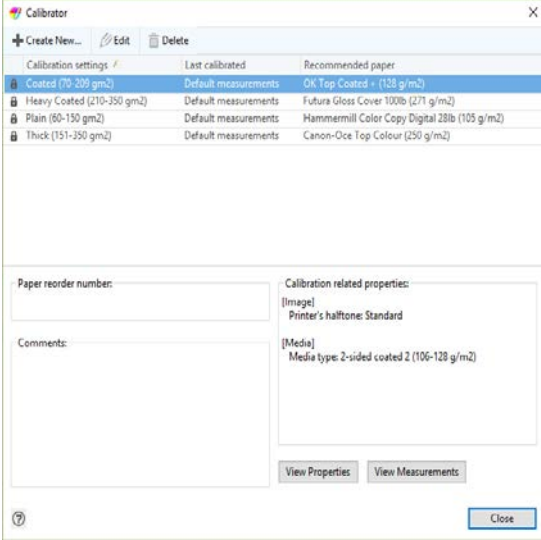 Calibrator
Create New... Edit Delete
Calibration settings Last calibrated Recommended paper
Coated (70-209 gm2) Default measurements OK Top Coated + (128 g/m2)
Heavy Coated (210-350 gm2) Default measurements Futura Gloss Cover 100lb (271 g/m2)
Plain (60-150 gm2) Default measurements Hammermill Color Copy Digital 28lb (105 g/m2)
Thick (151-350 gm2) Default measurements Canon-Oce Top Colour (250 g/m2)
Paper reorder number:
Comments:
Calibration related properties:
[Image]
Printer's halftone: Standard
[Media]
Media type: 2-sided coated 2 (106-128 g/m2)
View Properties View Measurements
? Close